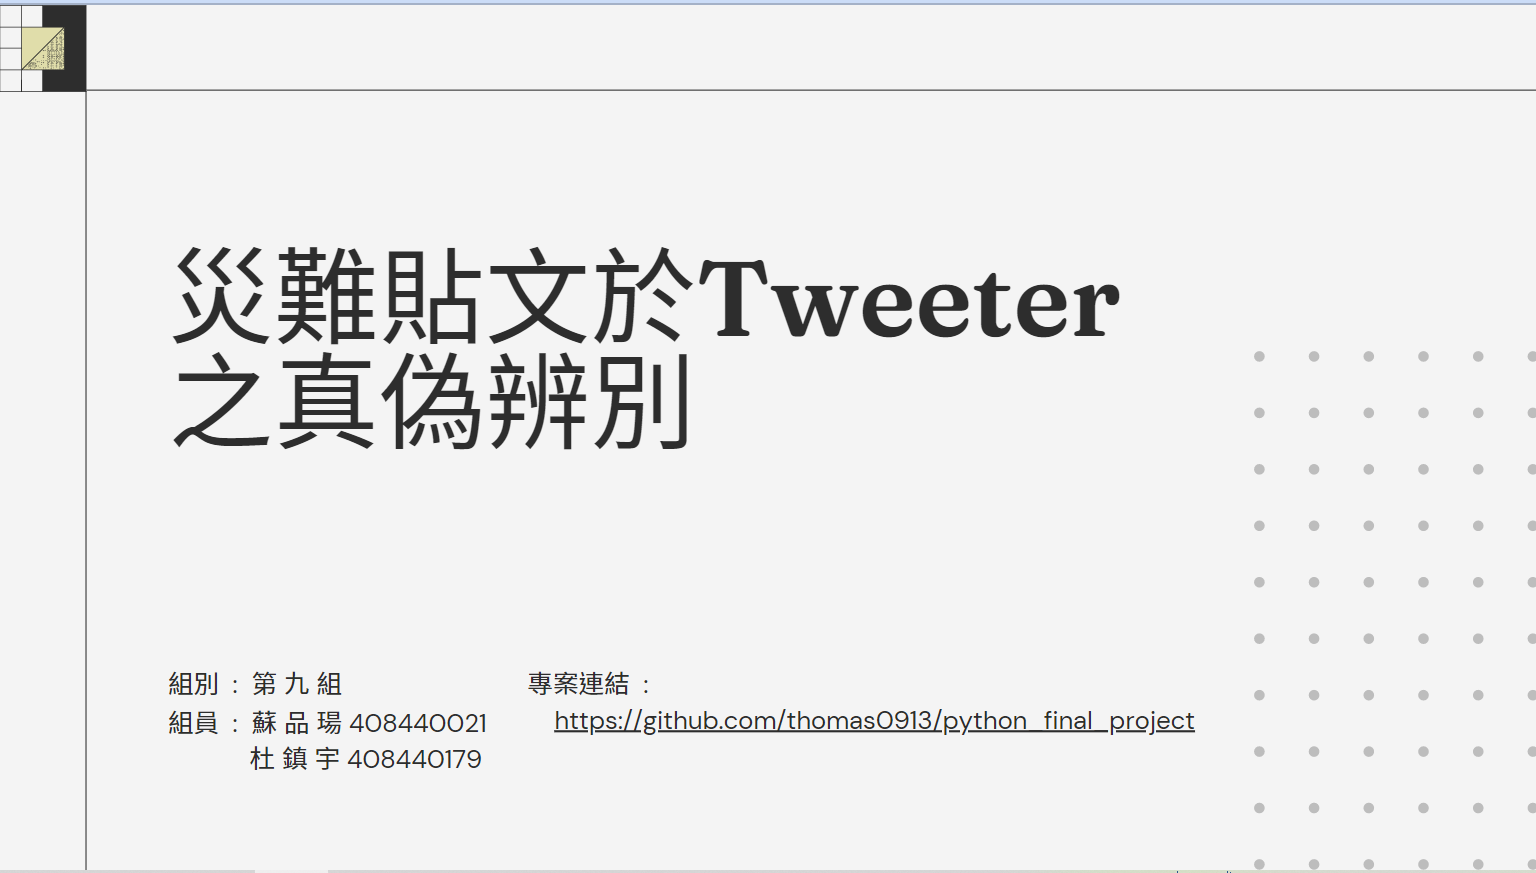 災難貼文於Tweeter
之真偽辨別
組別 : 第 九 組
組員 : 蘇 品 瑒 408440021
杜 鎮 宇 408440179
專案連結 :
https://github.com/thomas0913/python_final_project